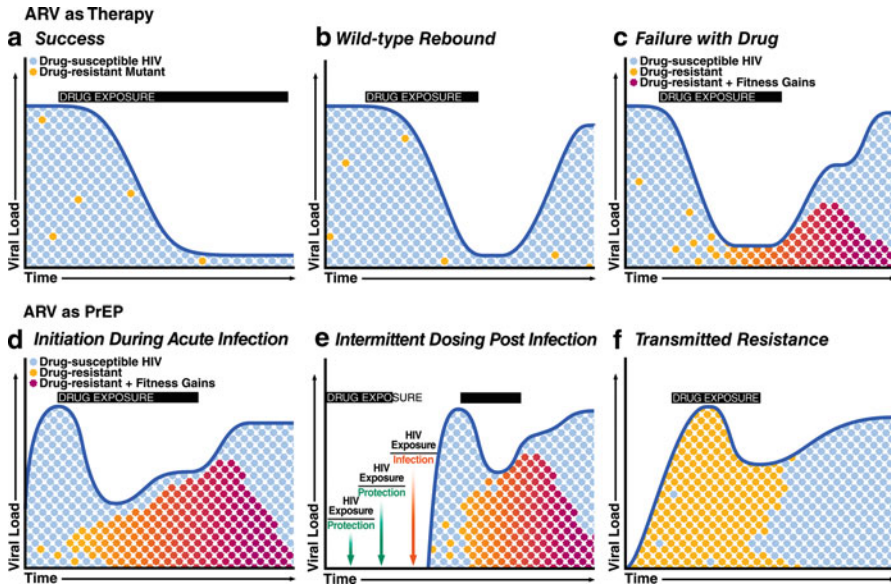 ARV as Therapy
a Success
Drug-susceptible HIV
Drug-resistant Mutant
DRUG EXPOSURE
Viral Load
Time
b Wild-type Rebound
DRUG EXPOSURE
Viral Load
Time
c Failure with Drug
Drug-susceptible HIV
Drug-resistant
Drug-resistant + Fitness Gains
DRUG EXPOSURE
Viral Load
Time
ARV as PrEP
d Initiation During Acute Infection
Drug-susceptible HIV
Drug-resistant
Drug-resistant + Fitness Gains
DRUG EXPOSURE
Viral Load
Time
e Intermittent Dosing Post Infection
DRUG EXPOSURE
HIV
Exposure
Protection
HIV
Exposure
Protection
HIV
Exposure
Infection
Viral Load
Time
f Transmitted Resistance
DRUG EXPOSURE
Viral Load
Time